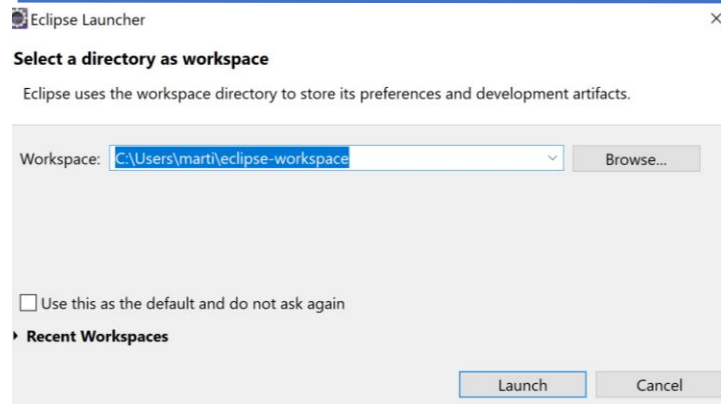 Eclipse Launcher
Select a directory as workspace
Eclipse uses the workspace directory to store its preferences and development artifacts.
Workspace: C:\Users\marti\eclipse-workspace Browse...
Use this as the default and do not ask again
Recent Workspaces
Launch Cancel